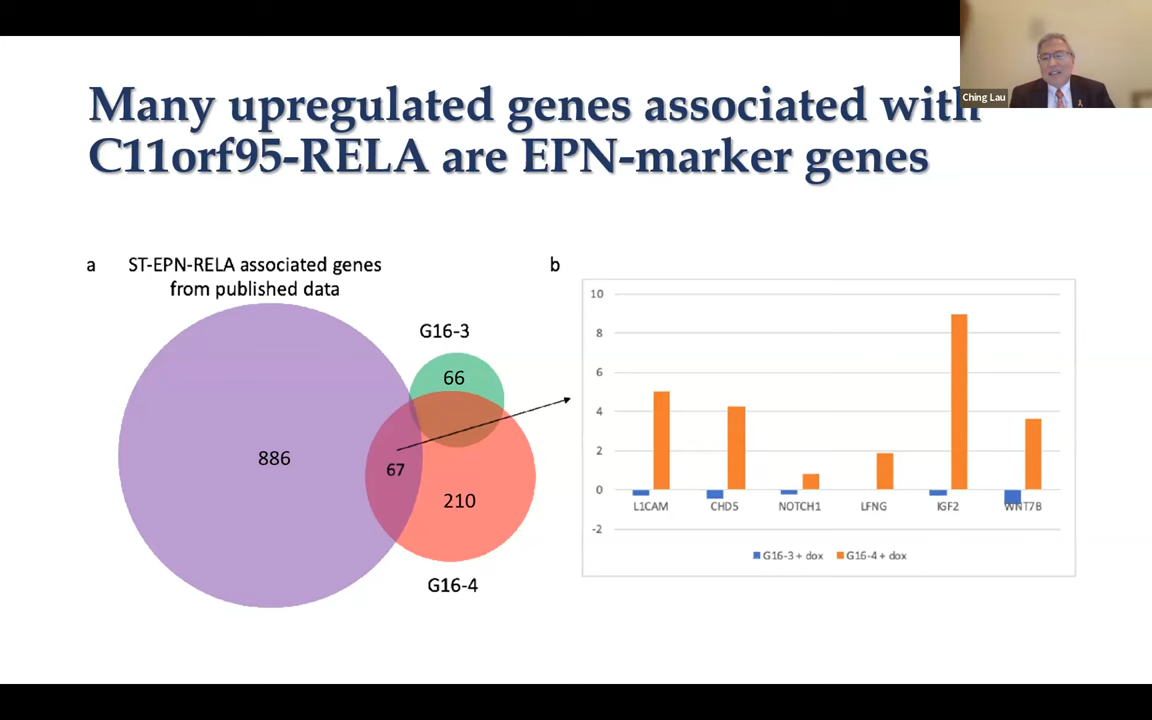 Ching Lau
Many upregulated genes associated with
C11orf95-RELA are EPN-marker genes
a
ST-EPN-RELA associated genes
from published data
G16-3
66
886
67
210
G16-4
b
10
8
6
4
2
0
-2
L1CAM CHD5 NOTCH1 LFNG IGF2 WNT7B
G16-3 + dox G16-4 + dox